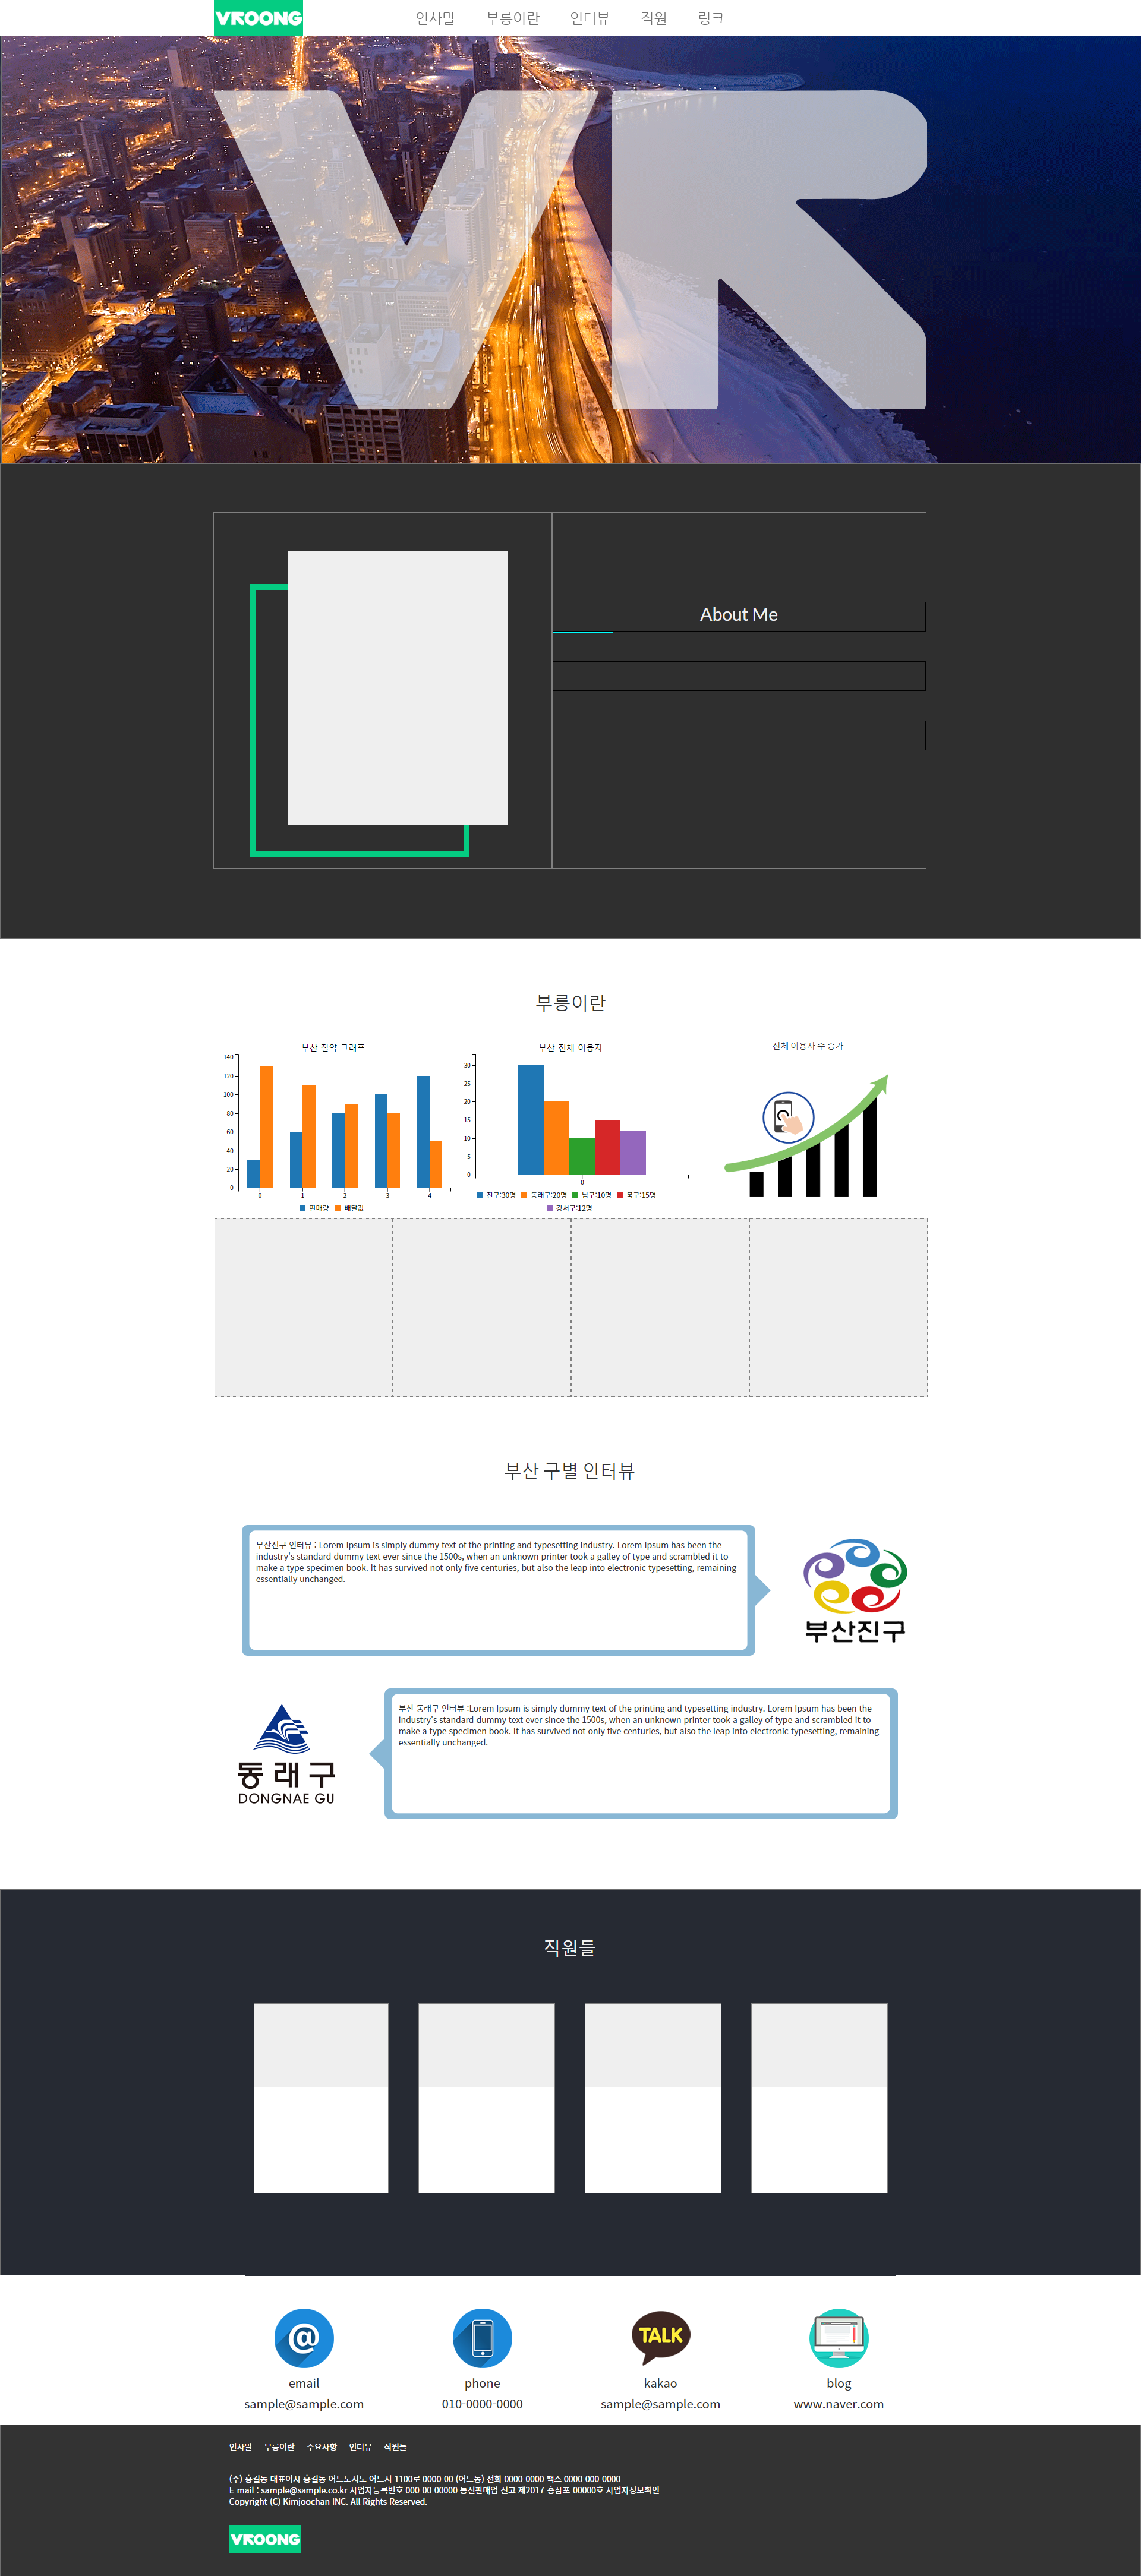 VROONG
인사말 부릉이란 인터뷰 직원 링크
VR
About Me
부릉이란
부산 절약 그래프
140
120
100
80
60
40
20
0
0 1 2 3 4
판매량 배달값
부산 전체 이용자
30
25
20
15
10
5
0
0
진구:30명 동래구:20명 남구:10명 북구:15명
강서구:12명
전체 이용자 수 증가
부산 구별 인터뷰
부산진구 인터뷰 : Lorem Ipsum is simply dummy text of the printing and typesetting industry. Lorem Ipsum has been the
industry's standard dummy text ever since the 1500s, when an unknown printer took a galley of type and scrambled it to
make a type specimen book. It has survived not only five centuries, but also the leap into electronic typesetting, remaining
essentially unchanged.
부산진구
부산 동래구 인터뷰 :Lorem Ipsum is simply dummy text of the printing and typesetting industry. Lorem Ipsum has been the
industry's standard dummy text ever since the 1500s, when an unknown printer took a galley of type and scrambled it to
make a type specimen book. It has survived not only five centuries, but also the leap into electronic typesetting, remaining
essentially unchanged.
동래구
DONGNAE GU
직원들
@
TALK
email phone kakao blog
sample@sample.com 010-0000-0000 sample@sample.com www.naver.com
인사말 부릉이란 주요사항 인터뷰 직원들
(주) 홍길동 대표이사 홍길동 어느도시도 어느시 1100로 0000-00 (어느동) 전화 0000-0000 팩스 0000-000-0000
E-mail : sample@sample.co.kr 사업자등록번호 000-00-00000 통신판매업 신고 제2017-홍삼포-00000호 사업자정보확인
Copyright (C) Kimjoochan INC. All Rights Reserved.
VROONG